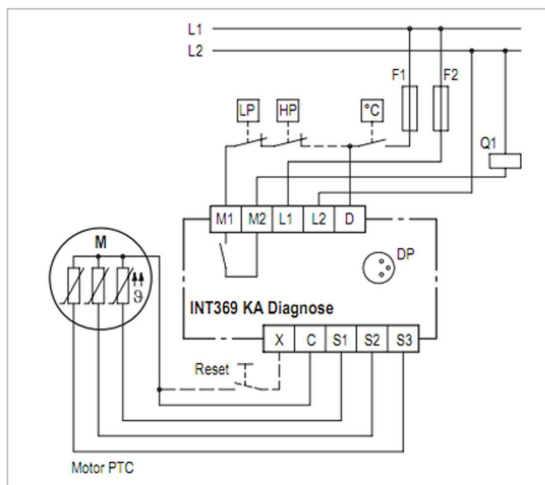 L1
L2
F1 F2
LP HP °C
Q1
M1 M2 L1 L2 D
M
DP
ϑ
INT369 KA Diagnose
X C S1 S2 S3
Reset
Motor PTC